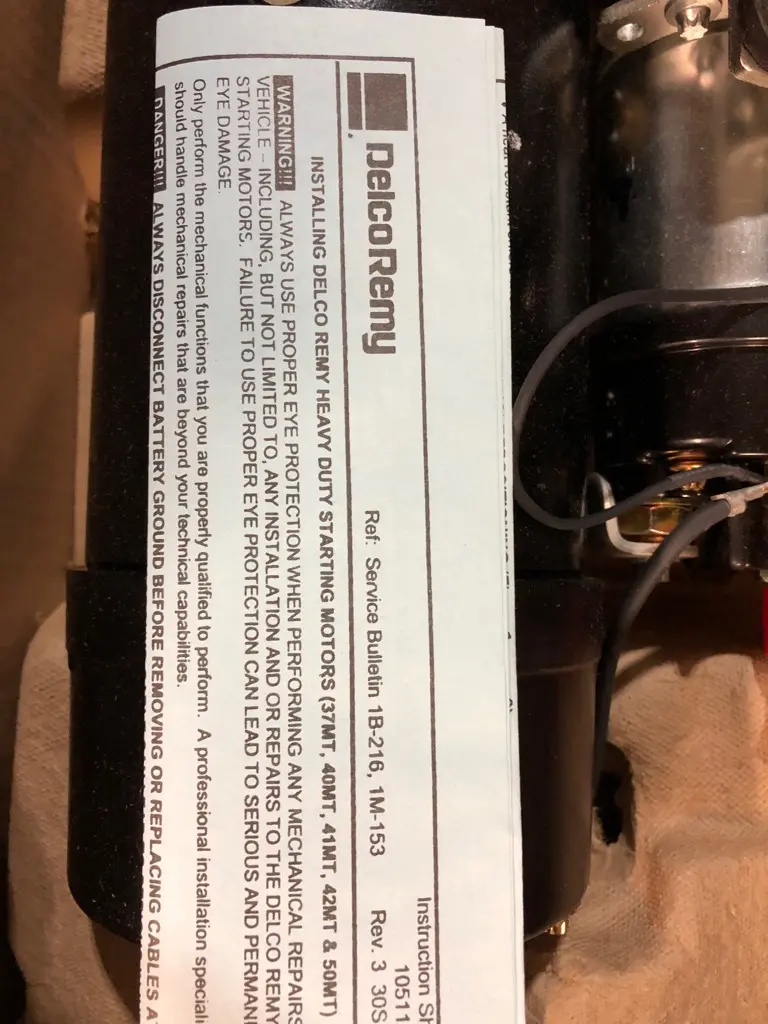 Instruction Sh
10511
DelcoRemy
Ref: Service Bulletin 1B-216, 1M-153
Rev. 3 30S
INSTALLING DELCO REMY HEAVY DUTY STARTING MOTORS (37MT, 40MT, 41MT, 42MT & 50MT)
WARNING!!! ALWAYS USE PROPER EYE PROTECTION WHEN PERFORMING ANY MECHANICAL REPAIRS
VEHICLE – INCLUDING, BUT NOT LIMITED TO, ANY INSTALLATION AND OR REPAIRS TO THE DELCO REMY
STARTING MOTORS. FAILURE TO USE PROPER EYE PROTECTION CAN LEAD TO SERIOUS AND PERMAN
EYE DAMAGE.
Only perform the mechanical functions that you are properly qualified to perform. A professional installation speciali
should handle mechanical repairs that are beyond your technical capabilities.
DANGER!!! ALWAYS DISCONNECT BATTERY GROUND BEFORE REMOVING OR REPLACING CABLES A